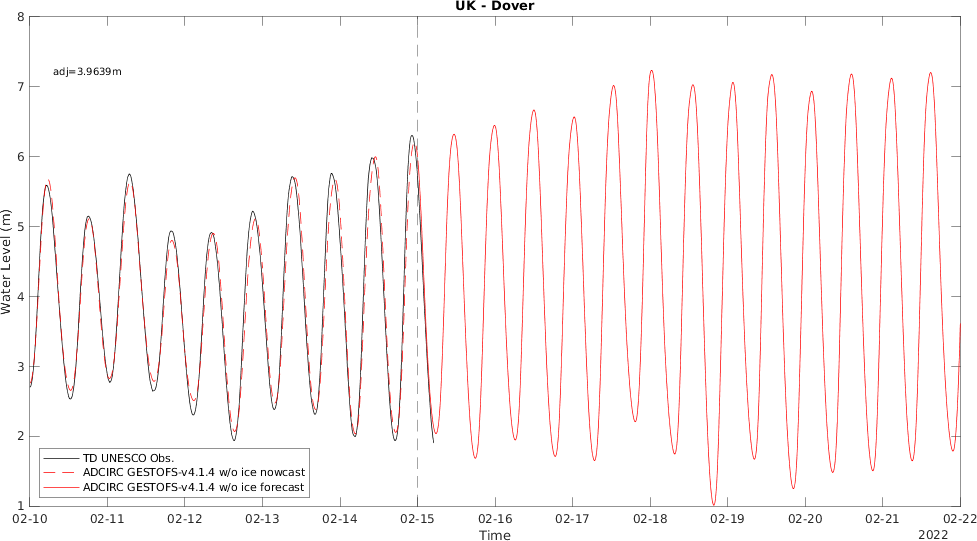 UK - Dover
8
7
6
5
4
3
2
1
Water Level (m)
adj=3.9639m
TD UNESCO Obs.
ADCIRC GESTOFS-v4.1.4 w/o ice nowcast
ADCIRC GESTOFS-v4.1.4 w/o ice forecast
02-10 02-11 02-12 02-13 02-14 02-15 02-16 02-17 02-18 02-19 02-20 02-21 02-22
Time
2022